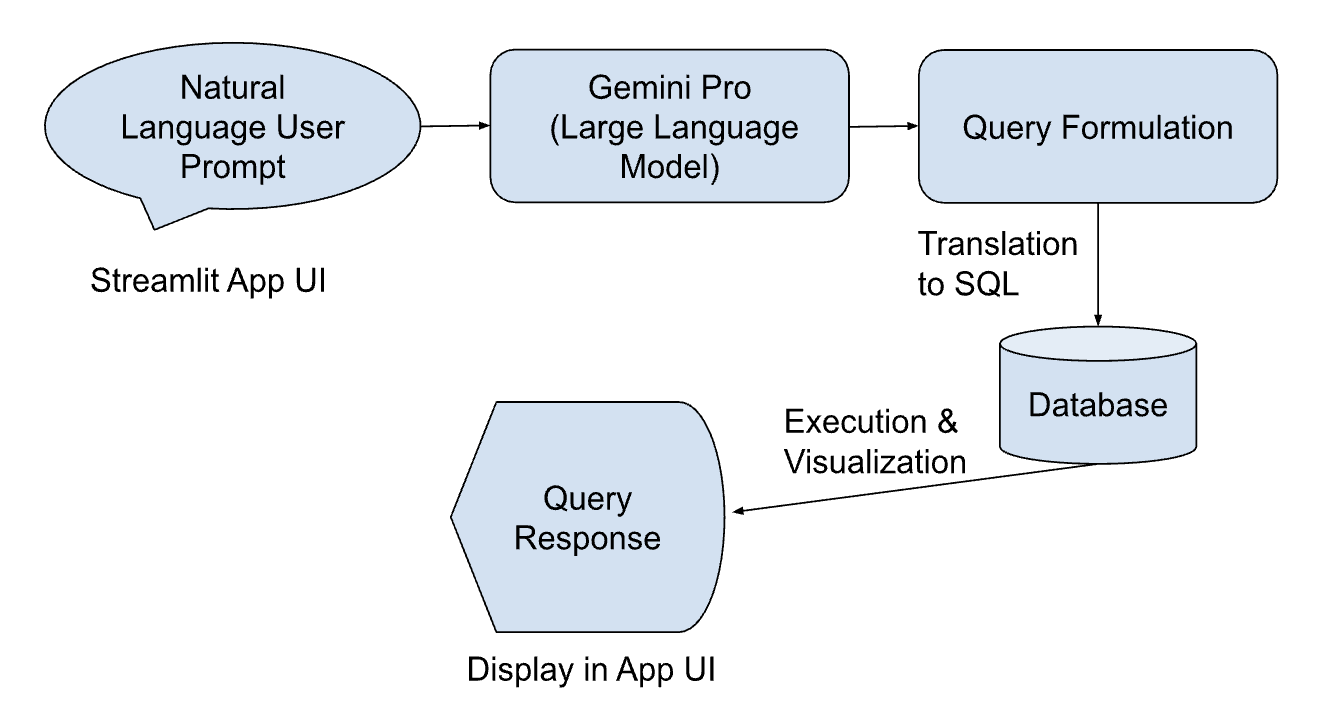 Natural
Language User
Prompt
Gemini Pro
(Large Language
Model)
Query Formulation
Streamlit App UI
Translation
to SQL
Database
Execution &
Visualization
Query
Response
Display in App UI